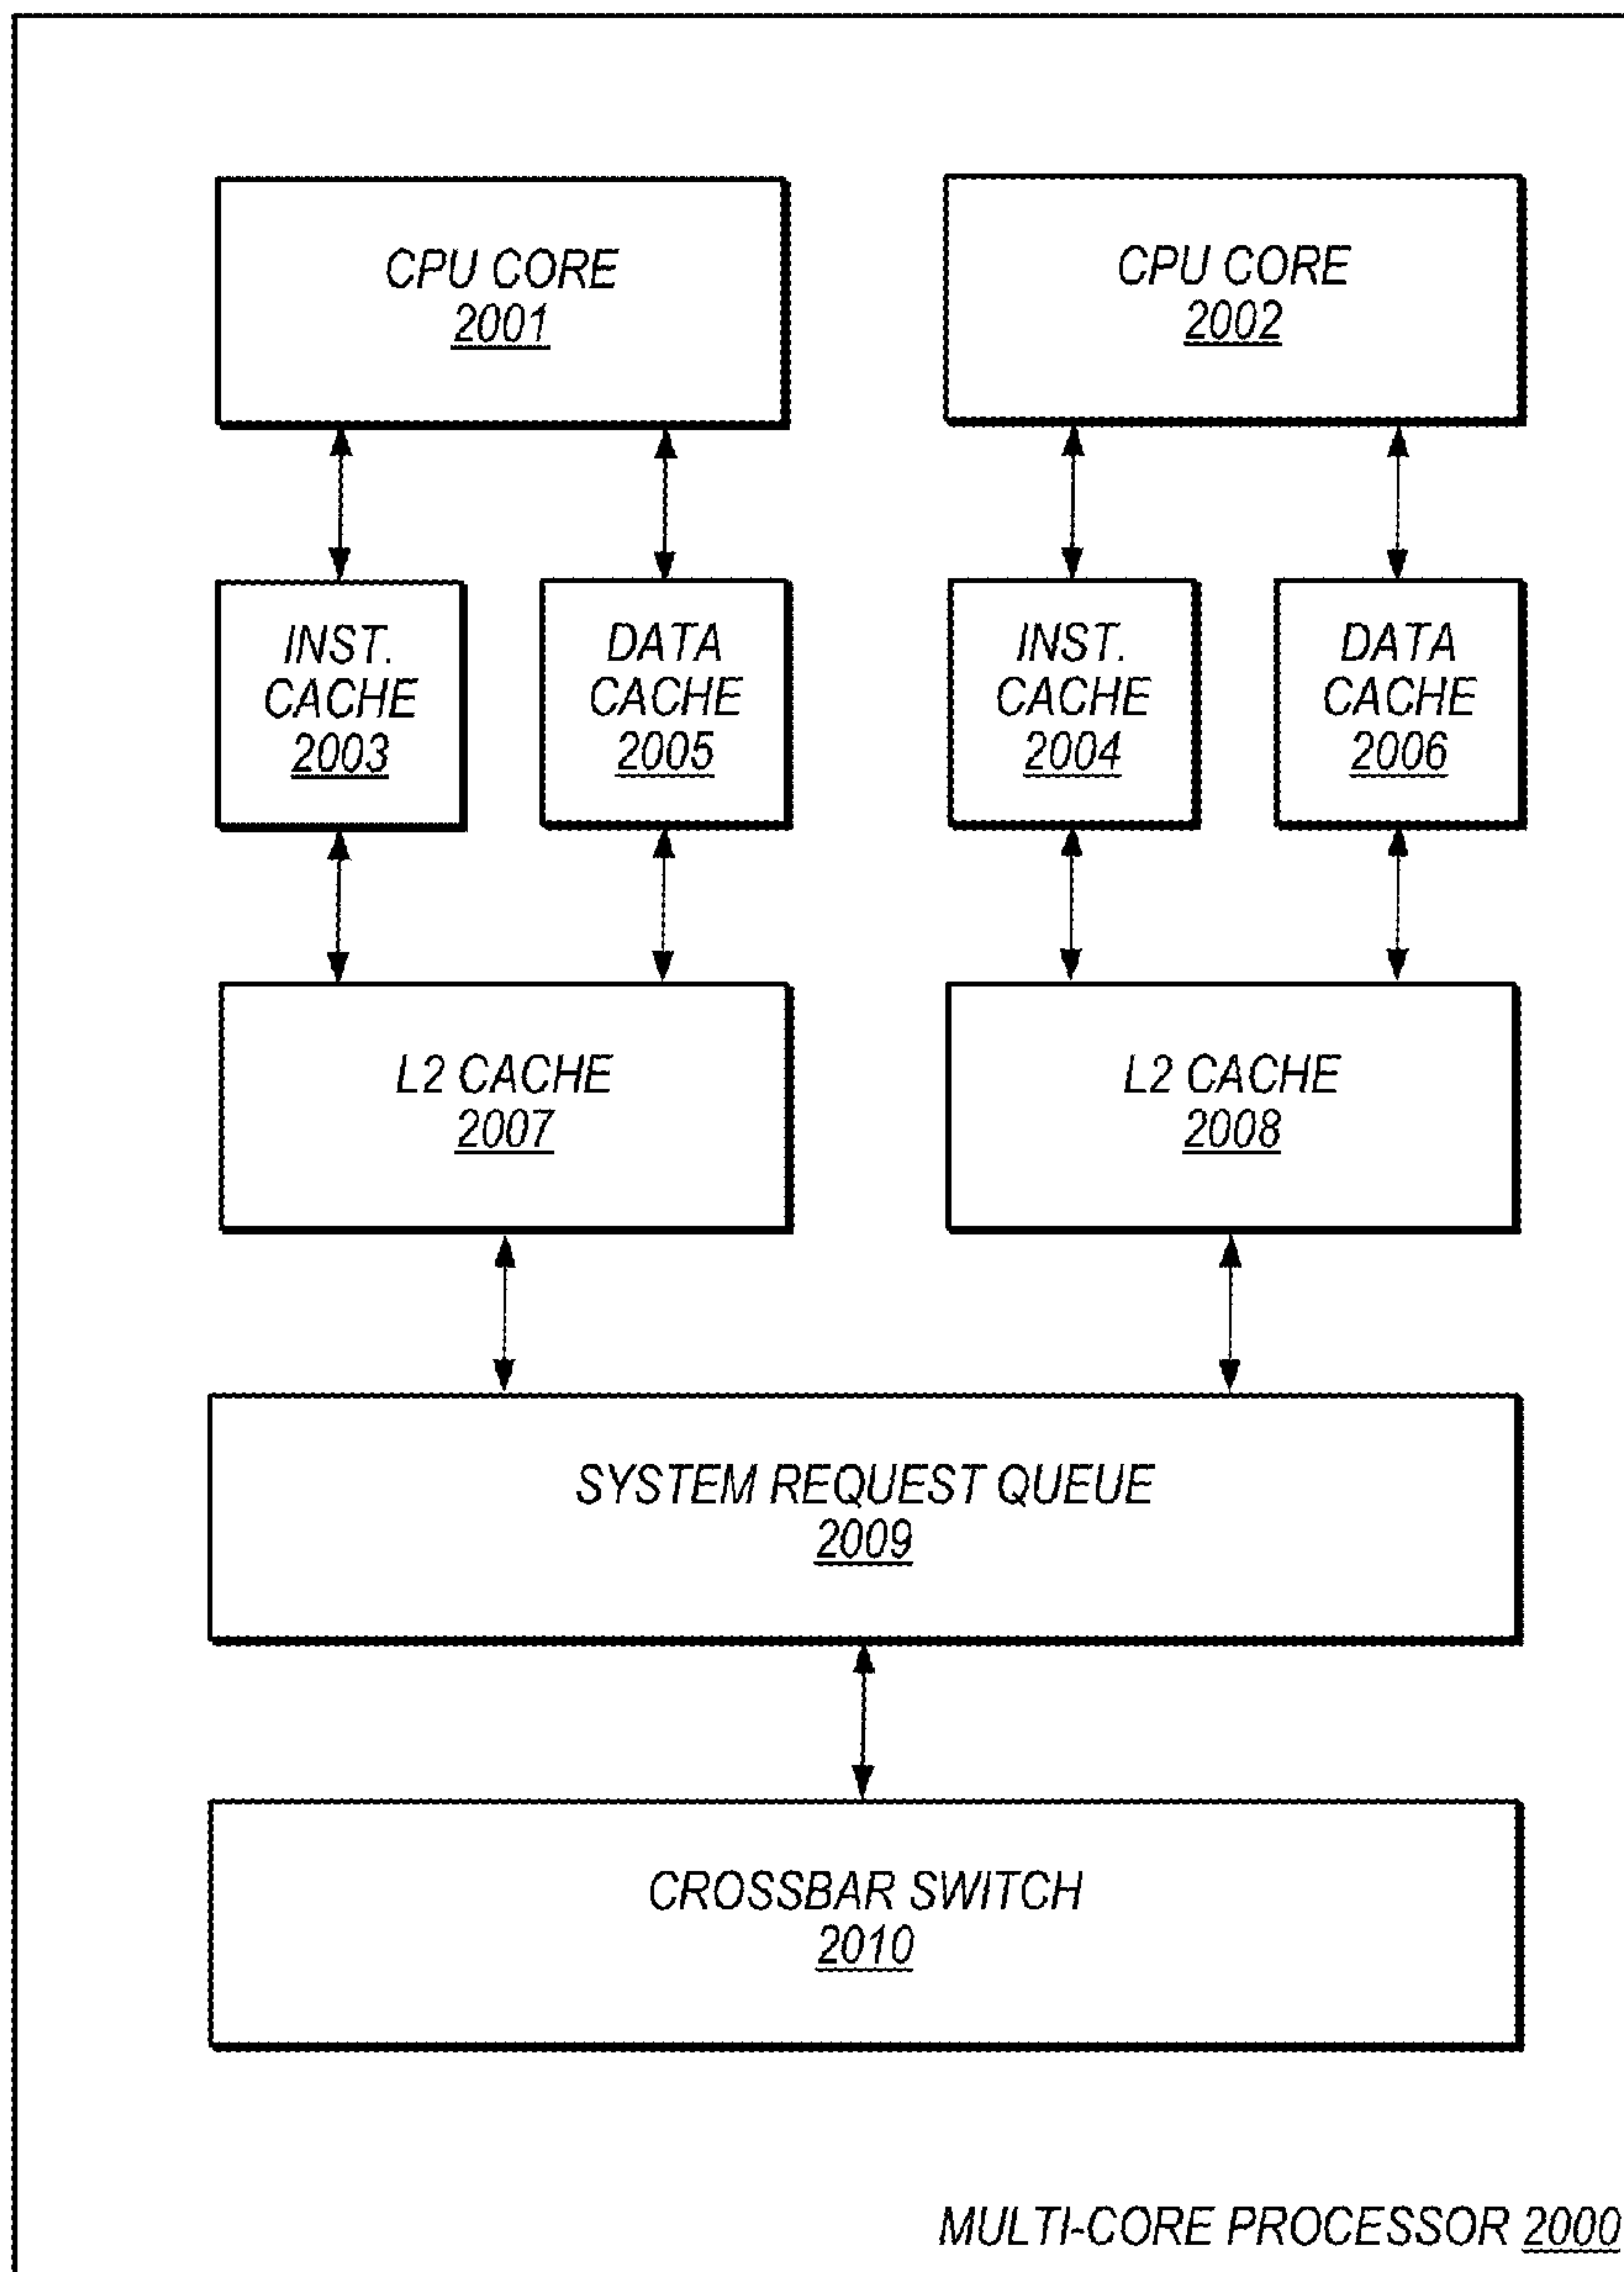 CPU CORE
2001
CPU CORE
2002
INST.
CACHE
2003
DATA
CACHE
2005
INST.
CACHE
2004
DATA
CACHE
2006
L2 CACHE
2007
L2 CACHE
2008
SYSTEM REQUEST QUEUE
2009
CROSSBAR SWITCH
2010
MULTI-CORE PROCESSOR 2000